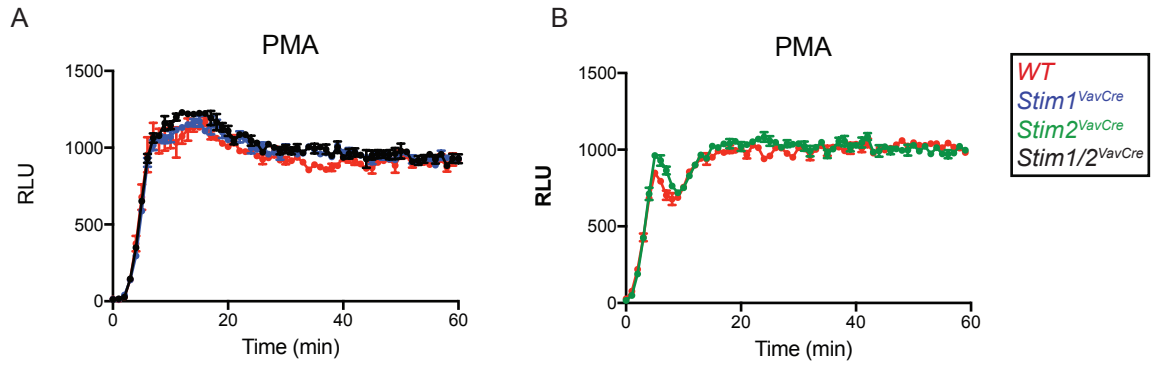 A
PMA
1500
1000
500
0
RLU
0
20
40
60
Time (min)
B
PMA
1500
1000
500
0
RLU
0
20
40
60
Time (min)
WT
Stim1VavCre
Stim2VavCre
Stim1/2VavCre